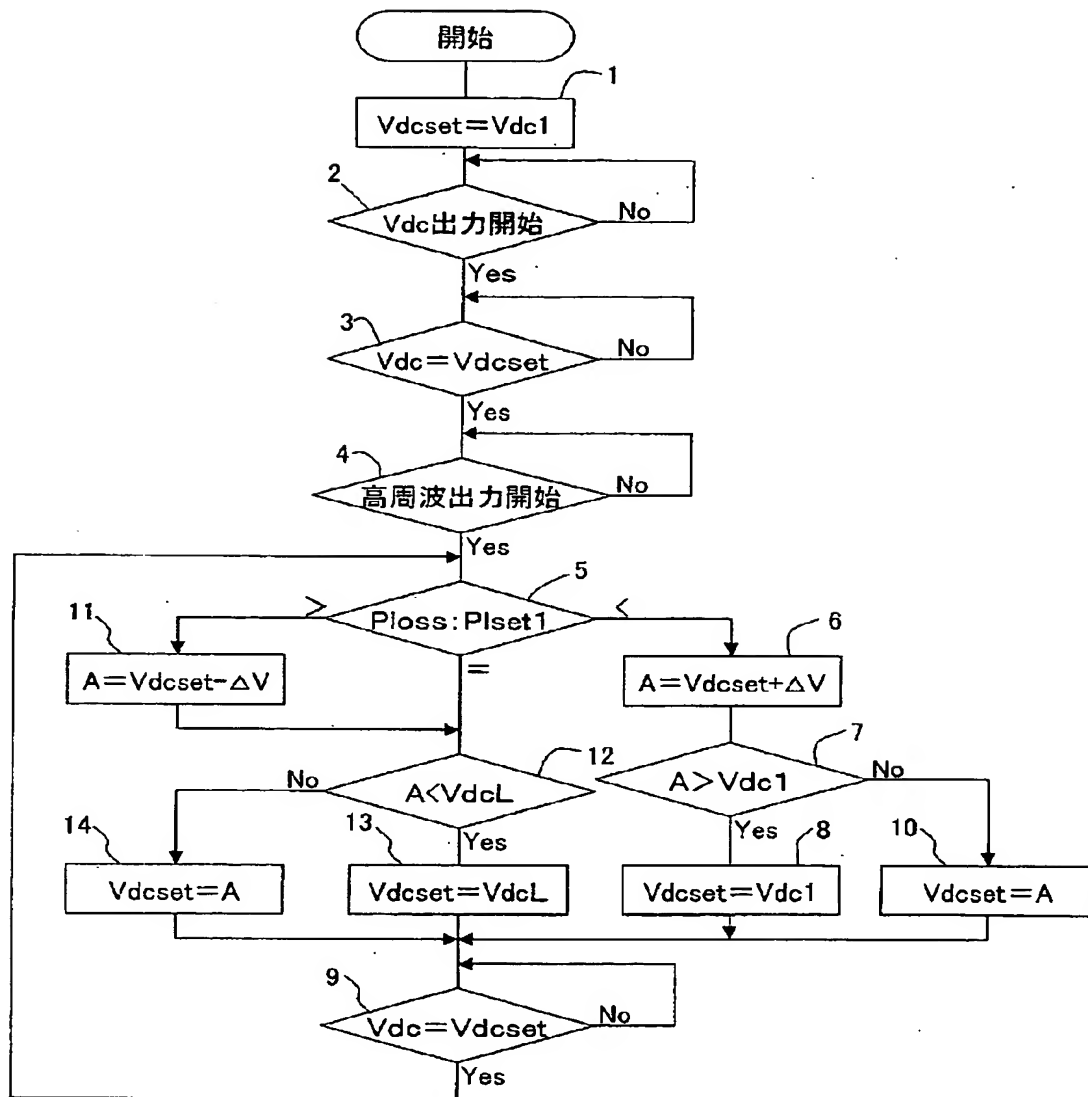 開始
1
Vdcset=Vdc1
2
Vdc出力開始
No
Yes
3
Vdc=Vdcset
No
Yes
4
高周波出力開始
No
Yes
5
>
Ploss:Plset1
<
=
11
A=Vdcset-△V
6
A=Vdcset+△V
12
No
A<VdcL
Yes
7
A>Vdc1
No
Yes
14
Vdcset=A
13
Vdcset=VdcL
8
Vdcset=Vdc1
10
Vdcset=A
9
Vdc=Vdcset
No
Yes